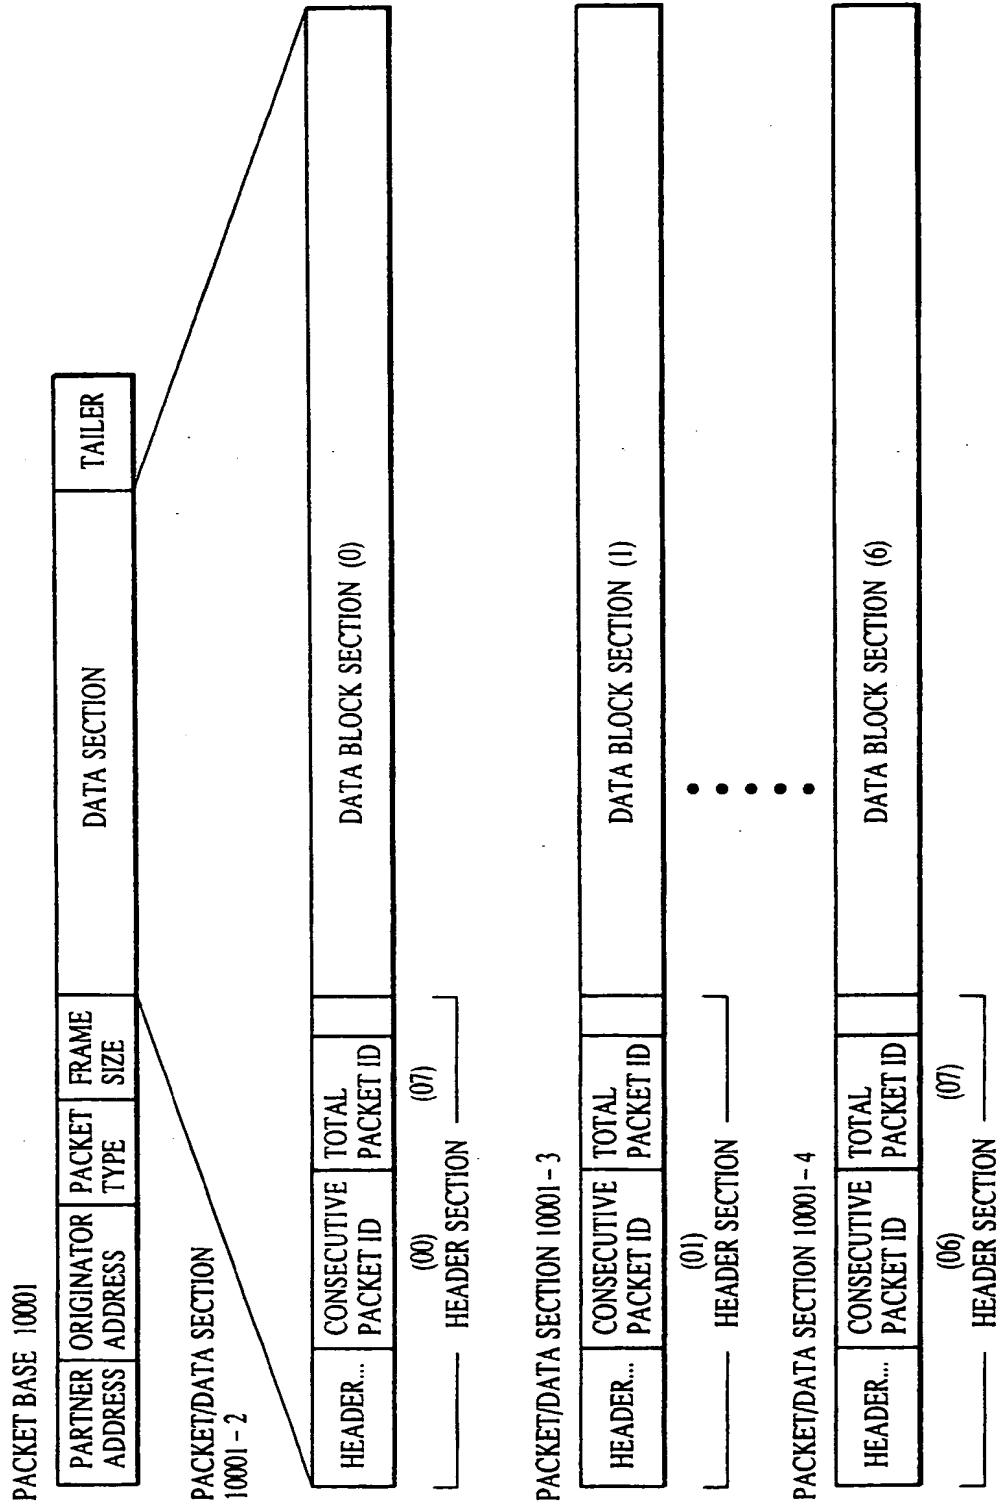 PACKET BASE 10001
PARTNER ADDRESS
ORIGINATOR ADDRESS
PACKET TYPE
FRAME SIZE
DATA SECTION
TAILER
PACKET/DATA SECTION
10001-2
HEADER...
CONSECUTIVE PACKET ID
TOTAL PACKET ID
DATA BLOCK SECTION (0)
(00)
(07)
HEADER SECTION
PACKET/DATA SECTION 10001-3
HEADER...
CONSECUTIVE PACKET ID
TOTAL PACKET ID
DATA BLOCK SECTION (1)
(01)
HEADER SECTION
PACKET/DATA SECTION 10001-4
HEADER...
CONSECUTIVE PACKET ID
TOTAL PACKET ID
DATA BLOCK SECTION (6)
(06)
(07)
HEADER SECTION